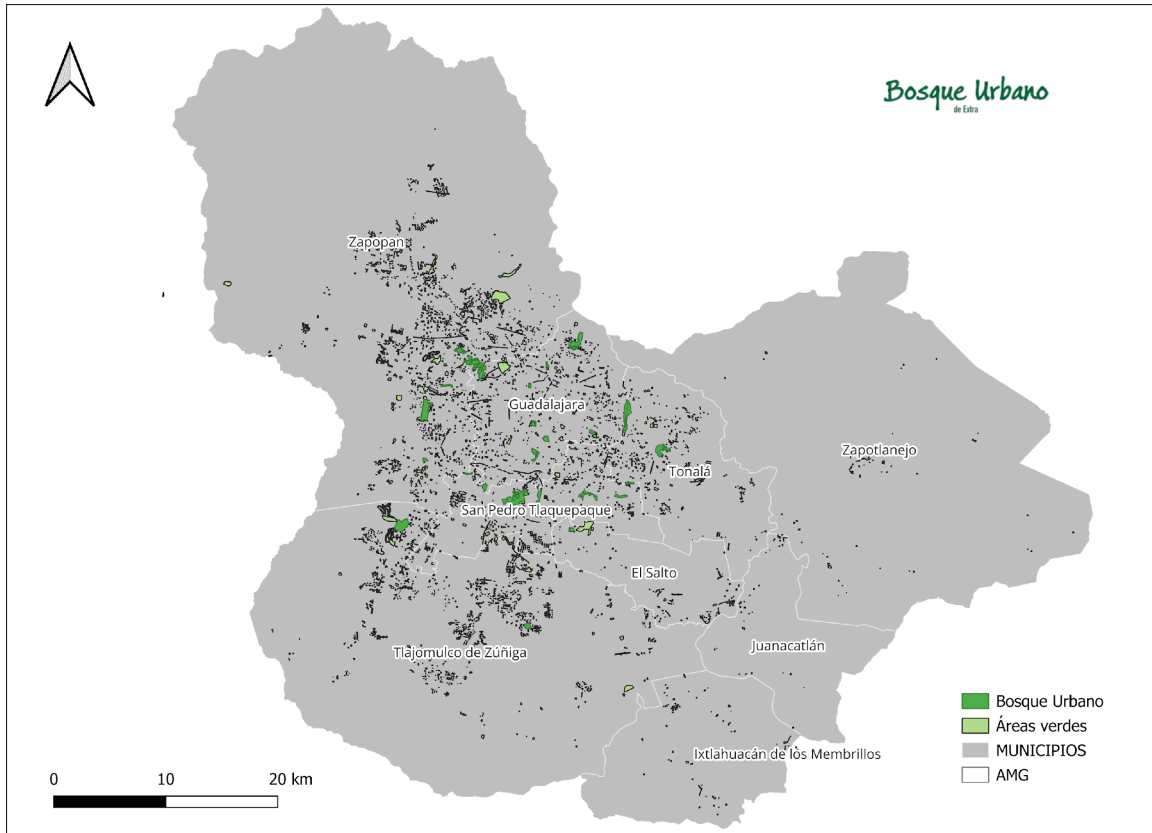 Bosque Urbano
de Extra
Zapopan
Guadalajara
Zapotlanejo
Tonalá
San Pedro Tlaquepaque
El Salto
Juanacatlán
Tlajomulco de Zúñiga
Ixtlahuacán de los Membrillos
Bosque Urbano
Áreas verdes
MUNICIPIOS
AMG
0 10 20 km